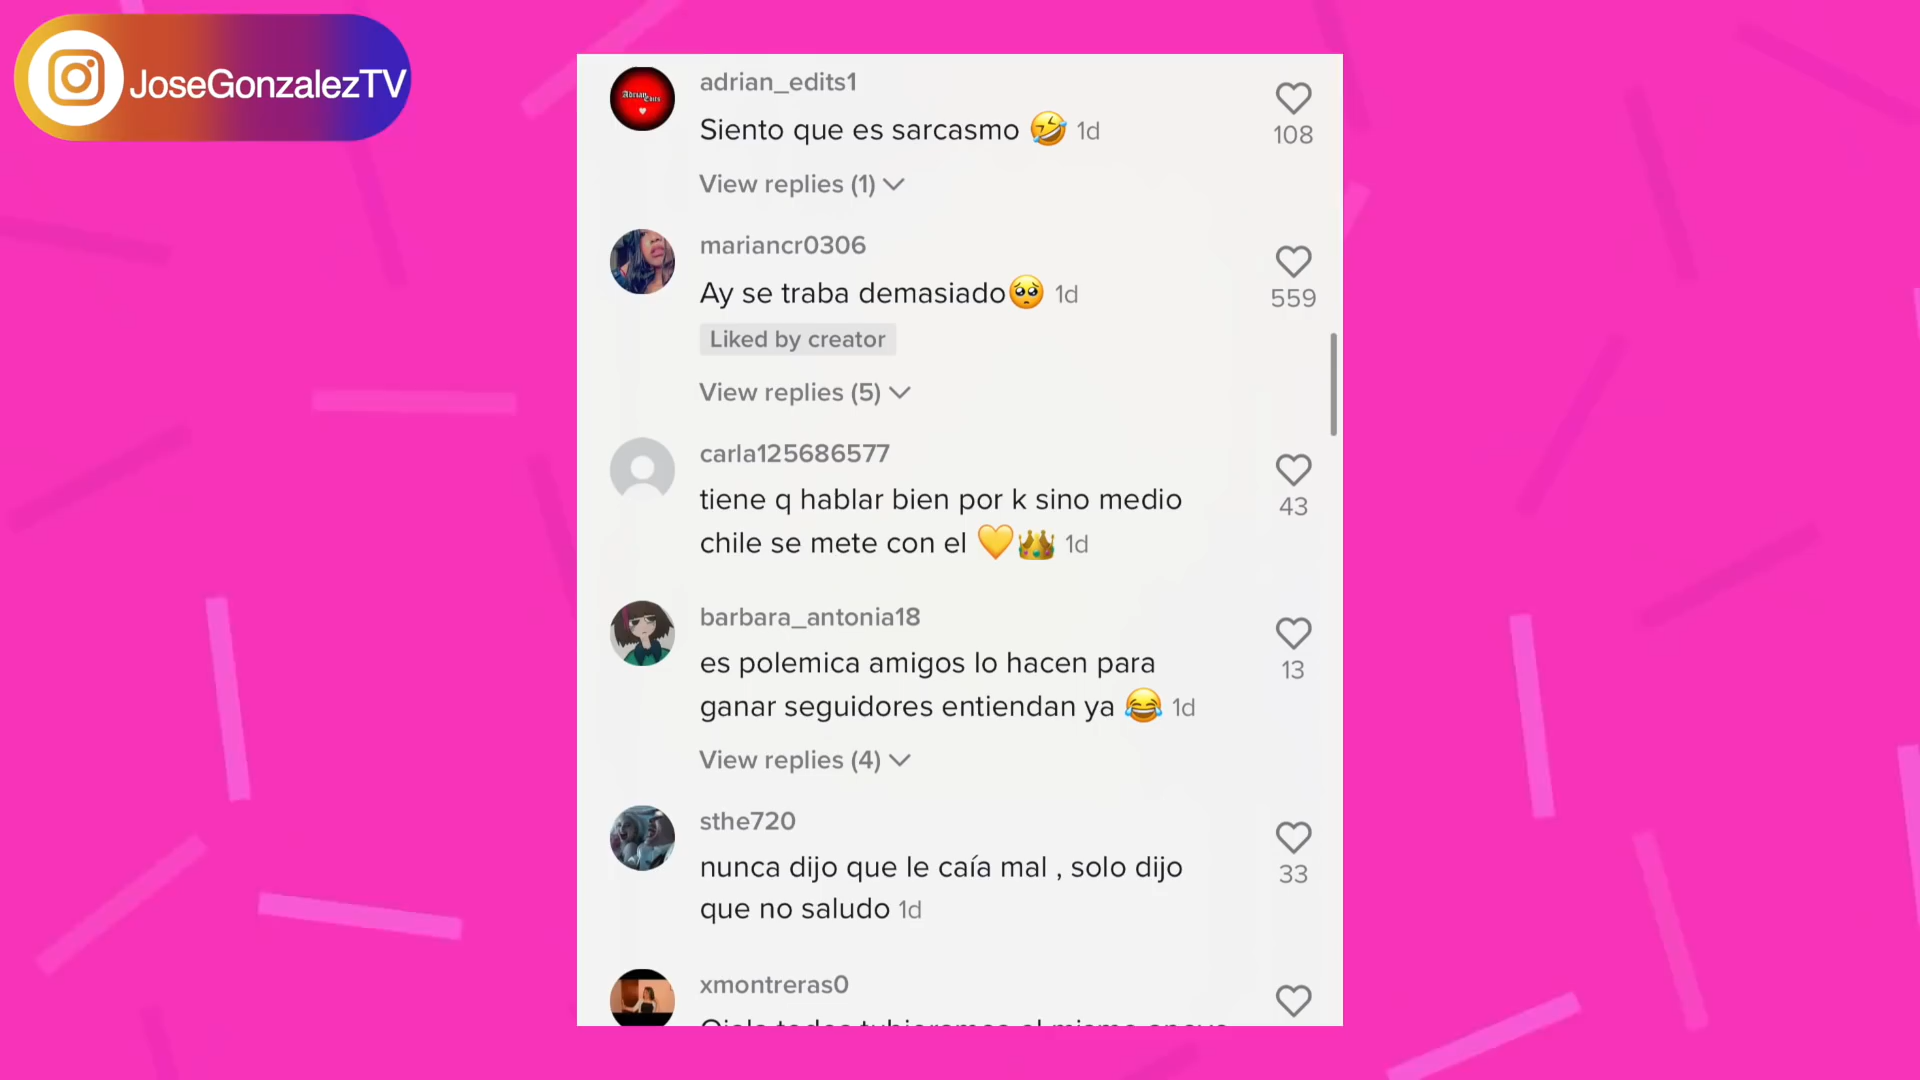 JoseGonzalezTV
adrian_edits1
Siento que es sarcasmo 🤣 1d
108
View replies (1)
mariancr0306
Ay se traba demasiado🥺 1d
559
Liked by creator
View replies (5)
carla125686577
tiene q hablar bien por k sino medio
43
chile se mete con el 💛👑 1d
barbara_antonia18
es polemica amigos lo hacen para
13
ganar seguidores entiendan ya 😂 1d
View replies (4)
sthe720
nunca dijo que le caía mal , solo dijo
33
que no saludo 1d
xmontreras0